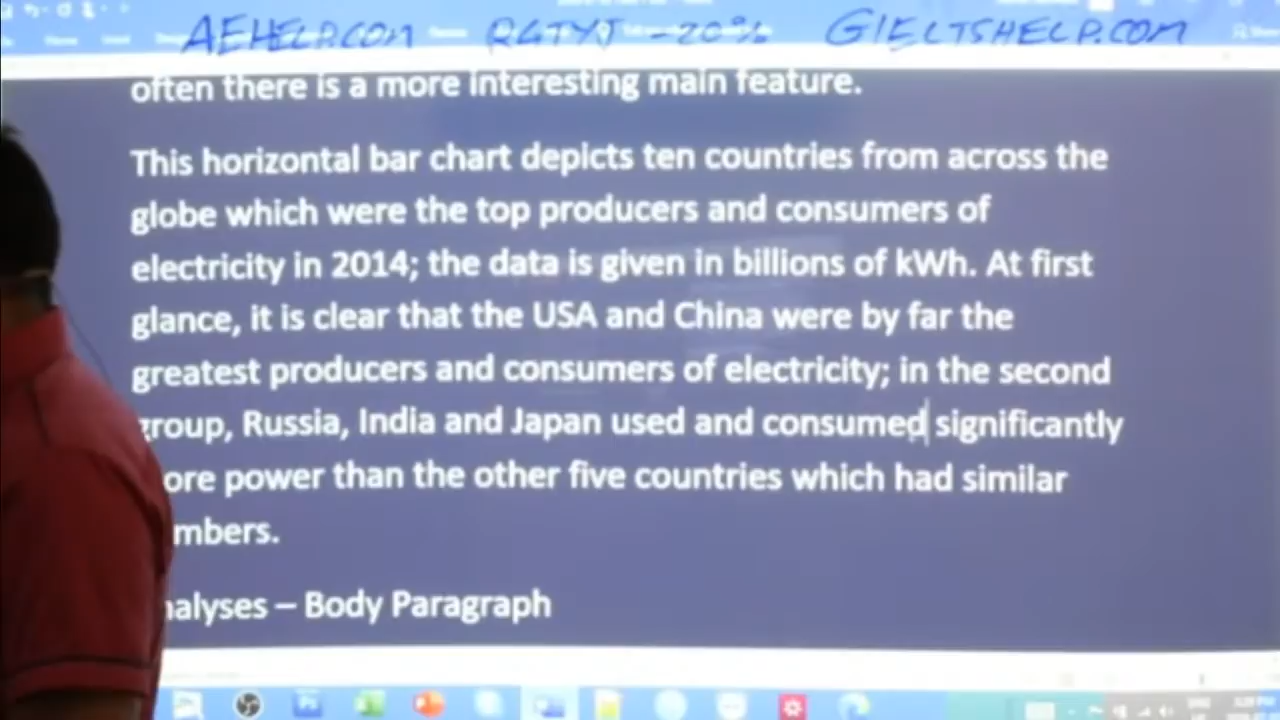 AEHELP.COM R4TYJ -20% GIELTSHELP.COM
often there is a more interesting main feature.
This horizontal bar chart depicts ten countries from across the
globe which were the top producers and consumers of
electricity in 2014; the data is given in billions of kWh. At first
glance, it is clear that the USA and China were by far the
greatest producers and consumers of electricity; in the second
group, Russia, India and Japan used and consumed significantly
ore power than the other five countries which had similar
mbers.
nalyses – Body Paragraph